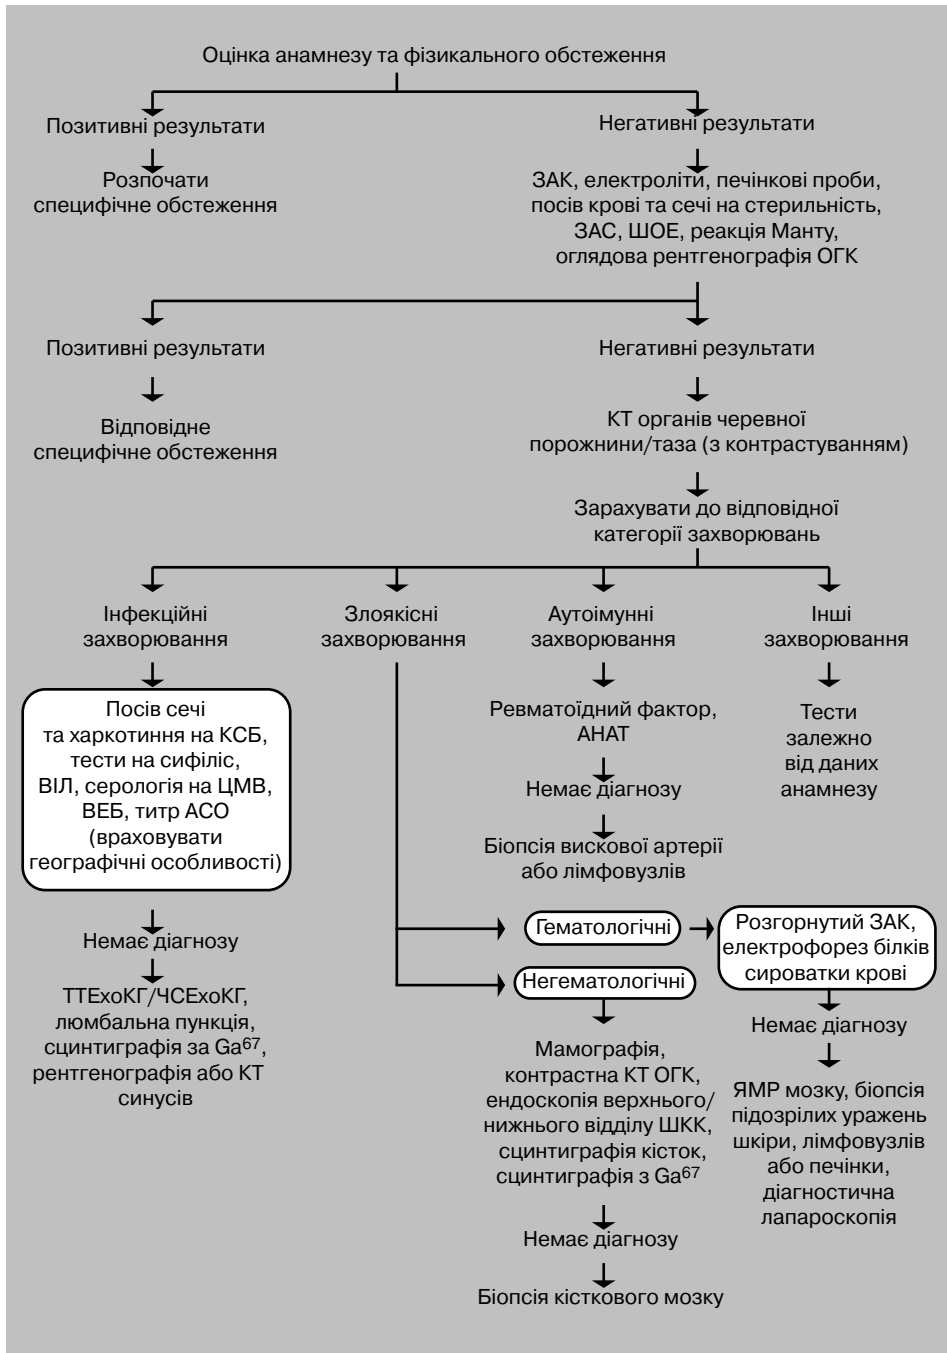 Оцінка анамнезу та фізикального обстеження
Позитивні результати
Негативні результати
Розпочати
специфічне обстеження
ЗАК, електроліти, печінкові проби,
посів крові та сечі на стерильність,
ЗАС, ШОЕ, реакція Манту,
оглядова рентгенографія ОГК
Позитивні результати
Негативні результати
Відповідне
специфічне обстеження
КТ органів черевної
порожнини/таза (з контрастуванням)
Зарахувати до відповідної
категорії захворювань
Інфекційні
захворювання
Злоякісні
захворювання
Аутоімунні
захворювання
Інші
захворювання
Посів сечі
та харкотиння на КСБ,
тести на сифіліс,
ВІЛ, серологія на ЦМВ,
ВЕБ, титр АСО
(враховувати
географічні особливості)
Немає діагнозу
ТТЕхоКГ/ЧСЕхоКГ,
люмбальна пункція,
сцинтиграфія за Ga67,
рентгенографія або КТ
синусів
Ревматоїдний фактор,
АНАТ
Немає діагнозу
Біопсія вискової артерії
або лімфовузлів
Тести
залежно
від даних
анамнезу
Гематологічні
Розгорнутий ЗАК,
електрофорез білків
сироватки крові
Немає діагнозу
ЯМР мозку, біопсія
підозрілих уражень
шкіри, лімфовузлів
або печінки,
діагностична
лапароскопія
Негематологічні
Мамографія,
контрастна КТ ОГК,
ендоскопія верхнього/
нижнього відділу ШКК,
сцинтиграфія кісток,
сцинтиграфія з Ga67
Немає діагнозу
Біопсія кісткового мозку